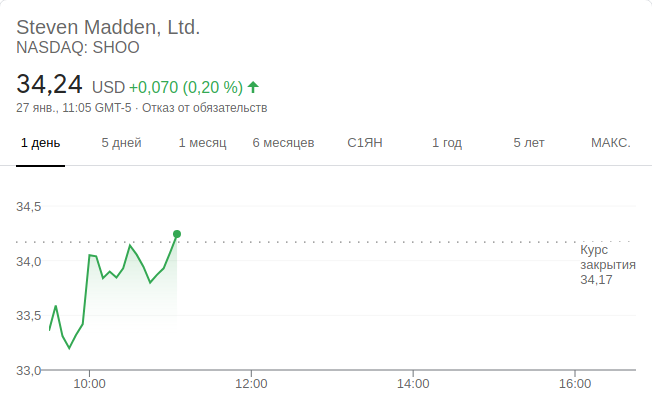 Steven Madden, Ltd.
NASDAQ: SHOO
34,24 USD +0,070 (0,20 %)
27 янв., 11:05 GMT-5 · Отказ от обязательств
1 день 5 дней 1 месяц 6 месяцев С1ЯН 1 год 5 лет МАКС.
34,5
Курс
34,0
закрытия
34,17
33,5
33,0
10:00 12:00 14:00 16:00